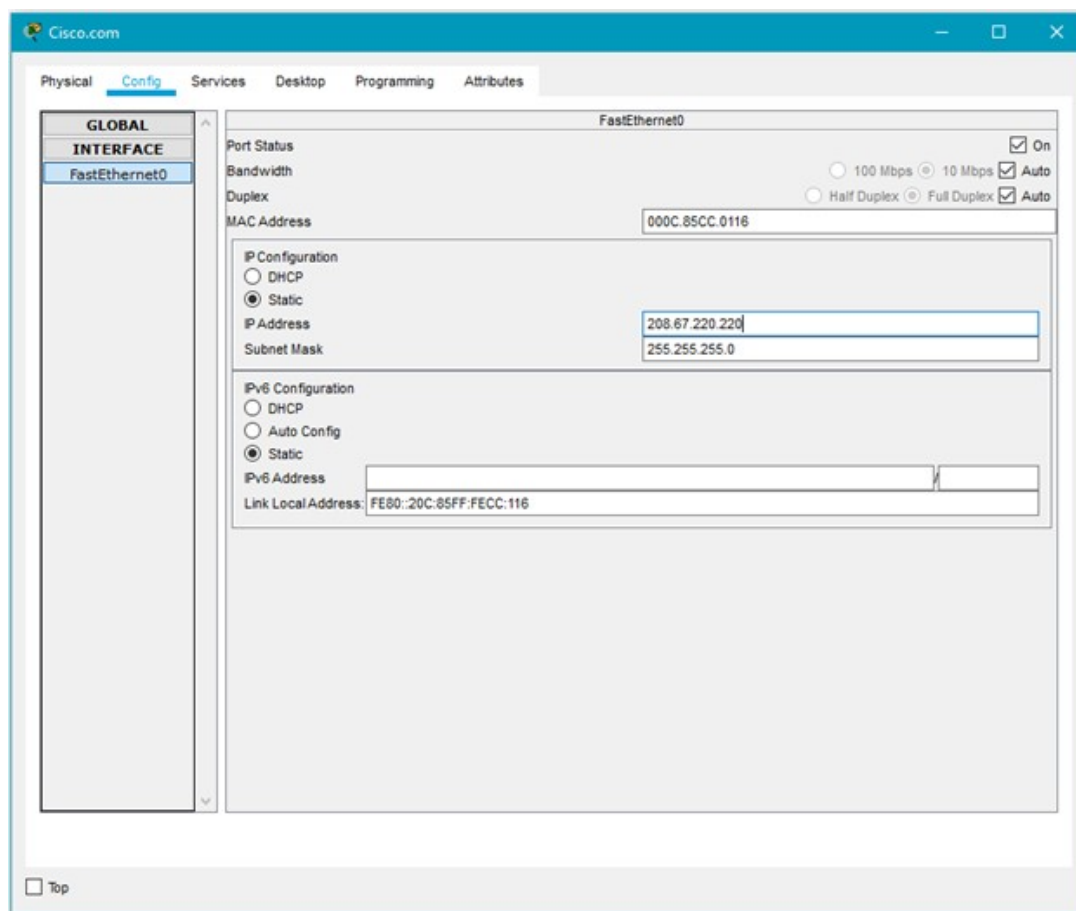 Cisco.com
Physical Config Services Desktop Programming Attributes
GLOBAL
INTERFACE
FastEthernet0
FastEthernet0
Port Status On
Bandwidth 100 Mbps 10 Mbps Auto
Duplex Half Duplex Full Duplex Auto
MAC Address 000C.85CC.0116
IP Configuration
DHCP
Static
IP Address 208.67.220.220
Subnet Mask 255.255.255.0
IPv6 Configuration
DHCP
Auto Config
Static
IPv6 Address /
Link Local Address: FE80::20C:85FF:FECC:116
Top